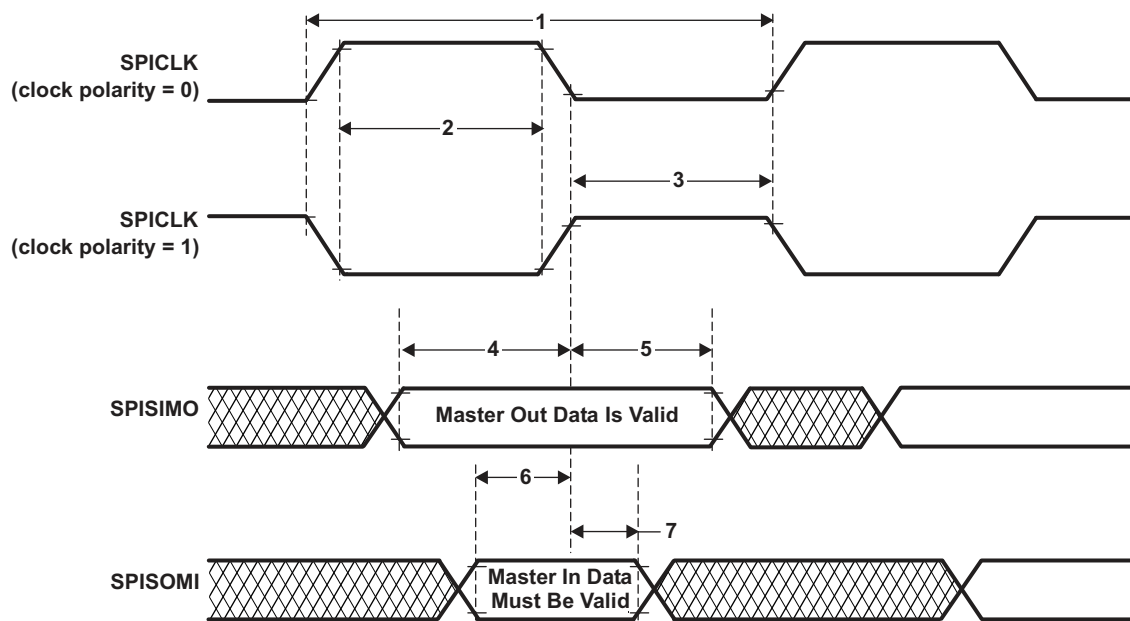 1
SPICLK
(clock polarity = 0)
2
3
SPICLK
(clock polarity = 1)
4
5
SPISIMO
Master Out Data Is Valid
6
7
SPISOMI
Master In Data
Must Be Valid